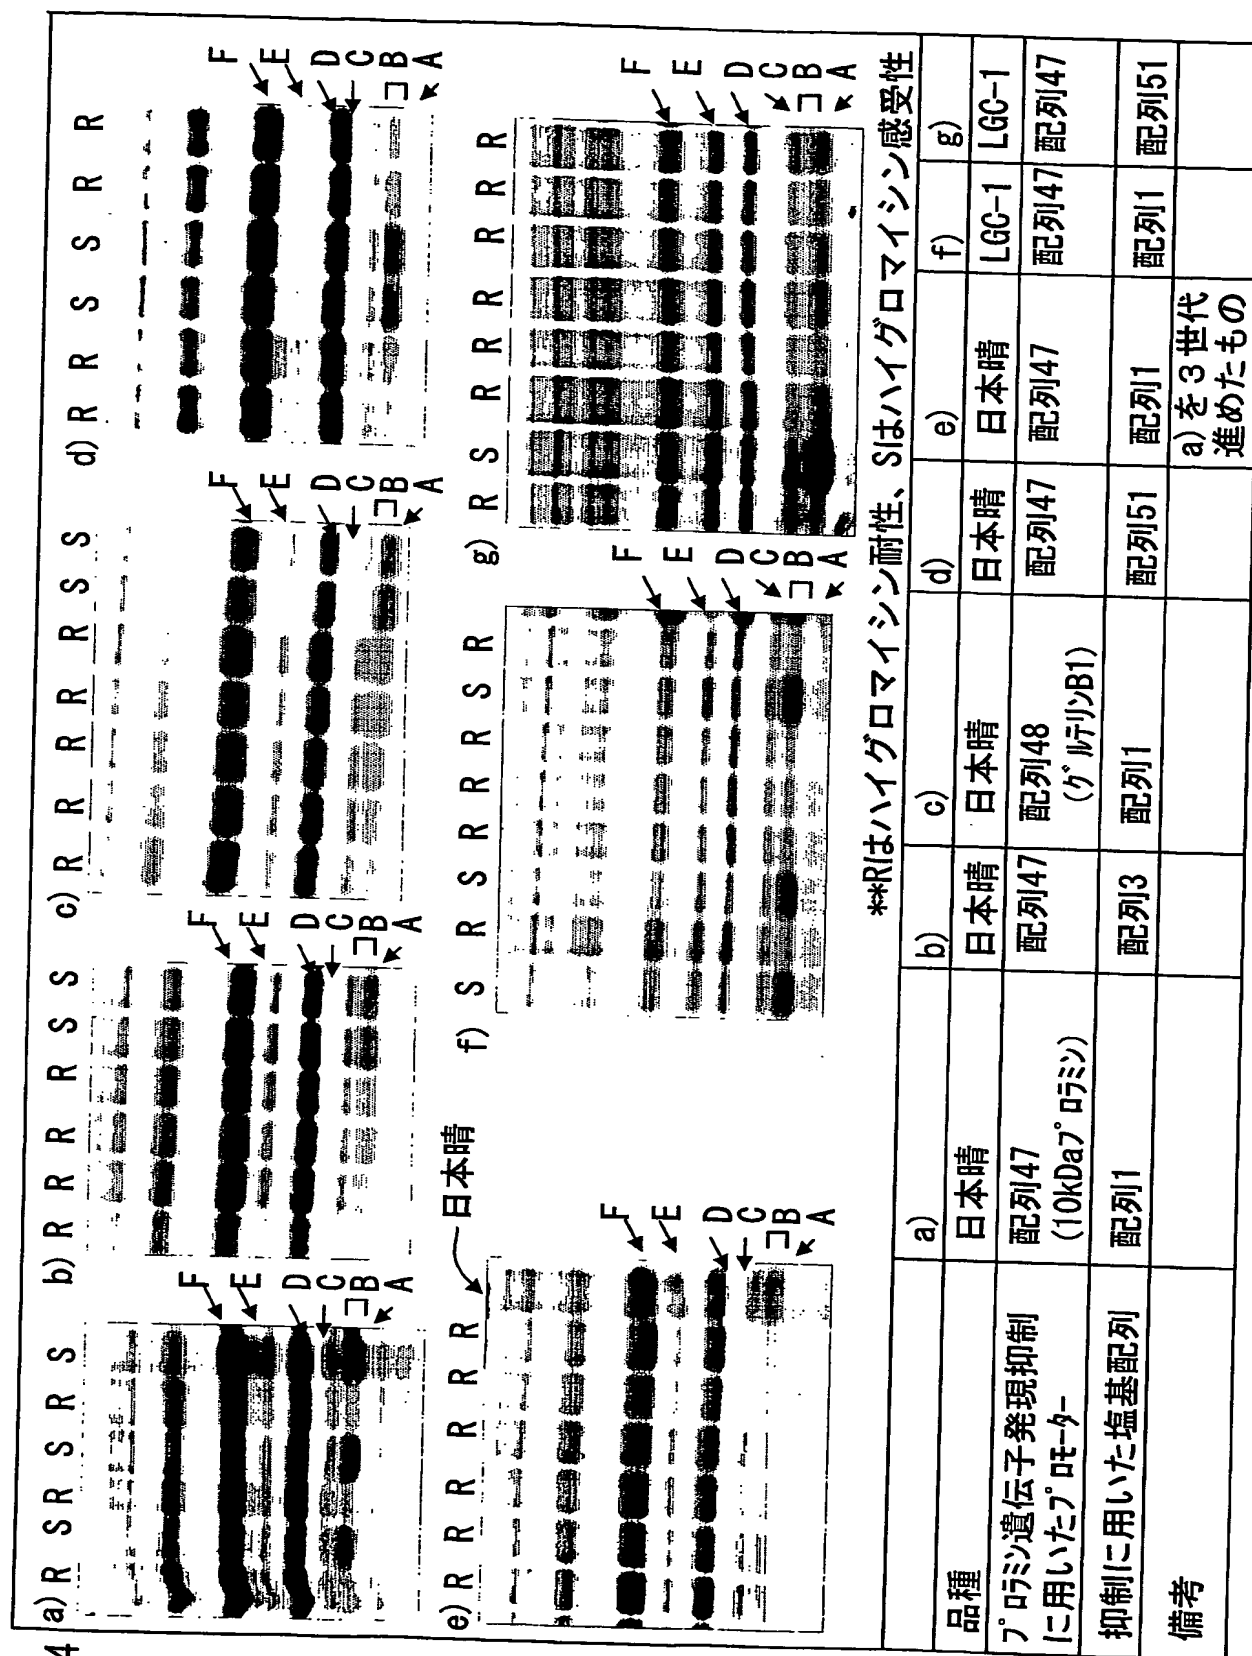 4
a) R S R S R S
F
E
D
C
B
A
b) R R R R S S
F
E
D
C
B
A
c) R R R R R S S
F
E
D
C
B
A
d) R R S S R R
F
E
D
C
B
A
e) R R R R R R
日本晴
F
E
D
C
B
A
f) S R S R R R S R
F
E
D
C
B
A
g) R S R R R R R R
F
E
D
C
B
A
**Rはハイグロマイシン耐性、Sはハイグロマイシン感受性
a) b) c) d) e) f) g)
品種 日本晴 日本晴 日本晴 日本晴 日本晴 LGC-1 LGC-1
プロラミン遺伝子発現抑制に用いたプロモーター 配列47(10kDaプロラミン) 配列47 配列48(グルテリンB1) 配列47 配列47 配列47 配列47
抑制に用いた塩基配列 配列1 配列3 配列1 配列51 配列1 配列1 配列51
備考 a)を3世代進めたもの